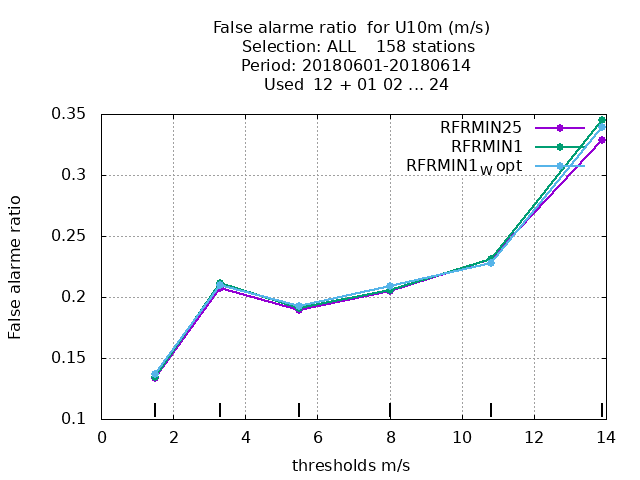 False alarme ratio  for U10m (m/s)
Selection: ALL    158 stations
Period: 20180601-20180614
Used  12 + 01 02 ... 24
0.35
0.3
0.25
0.2
0.15
0.1
False alarme ratio
RFRMIN25
RFRMIN1
RFRMIN1W opt
0 2 4 6 8 10 12 14
thresholds m/s